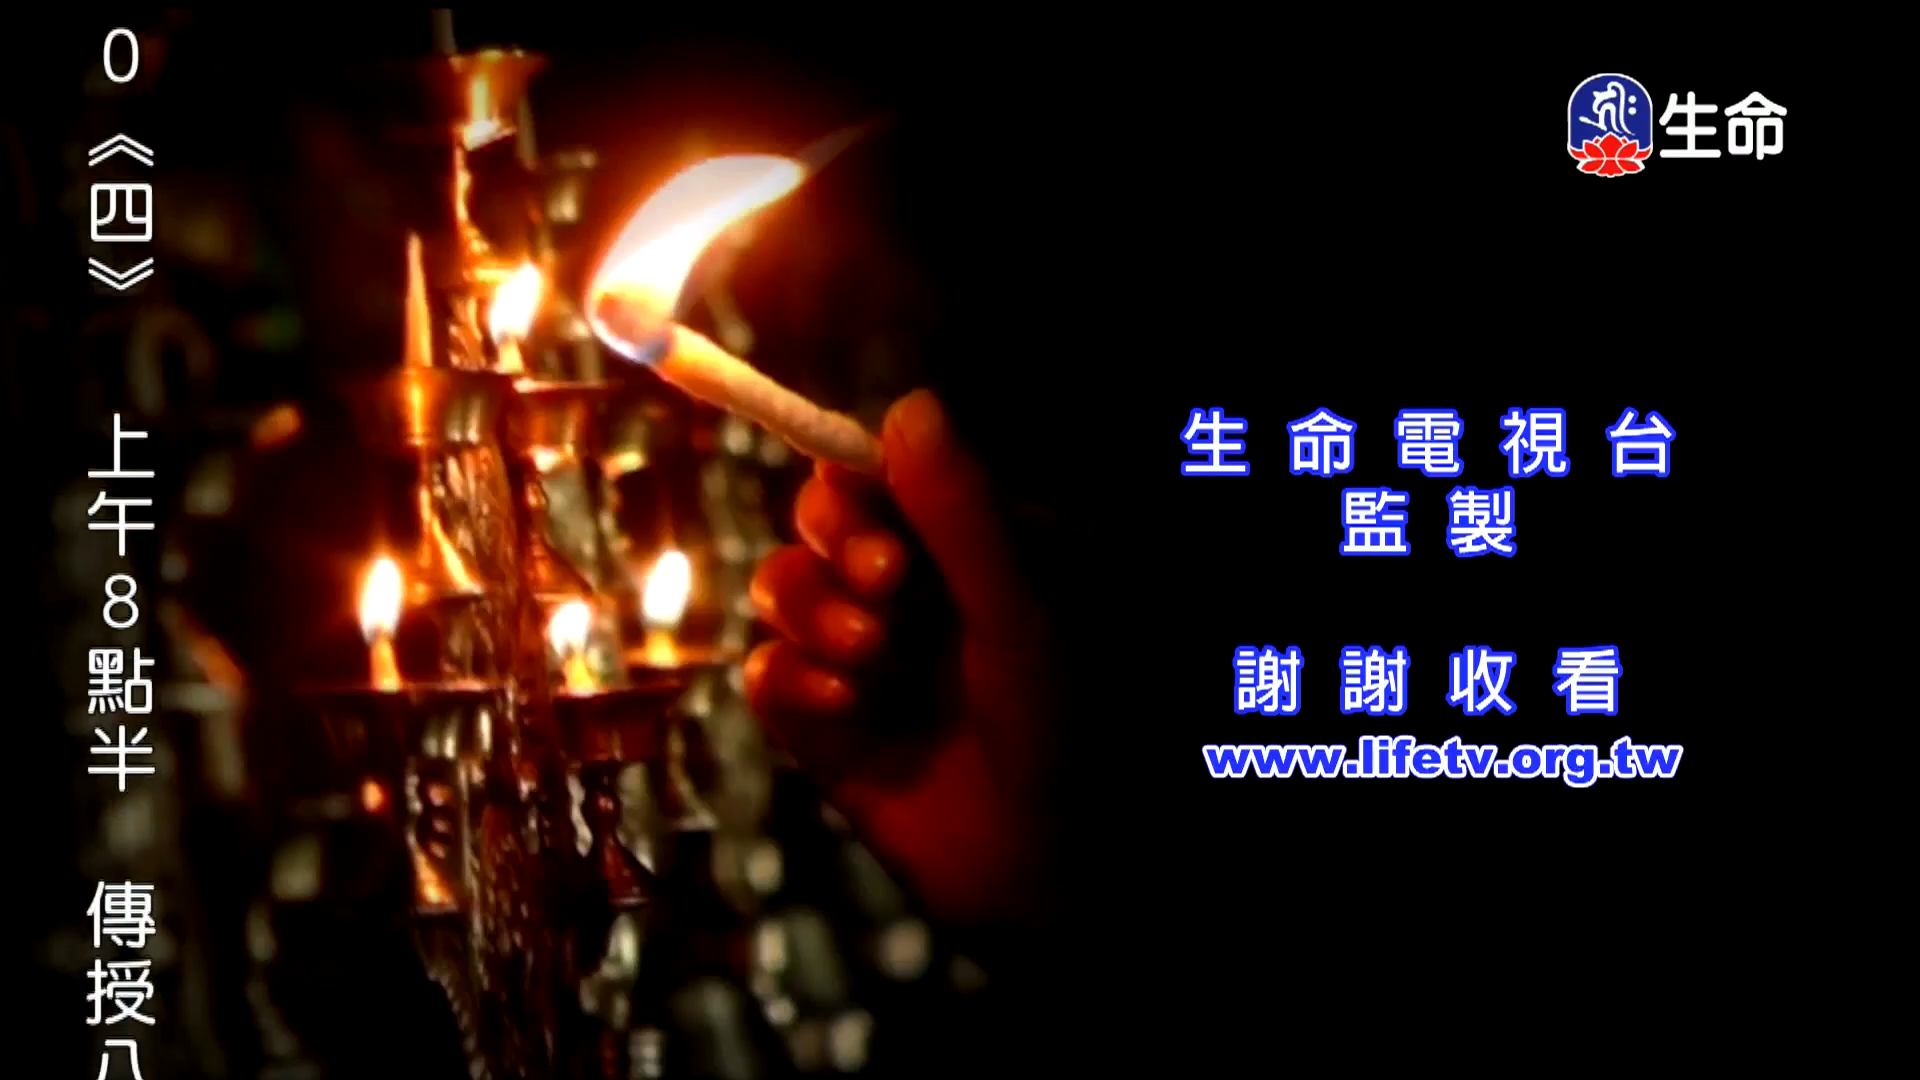 0《四》 上午8點半 傳授八
生命
生命電視台
監製
謝謝收看
www.lifetv.org.tw